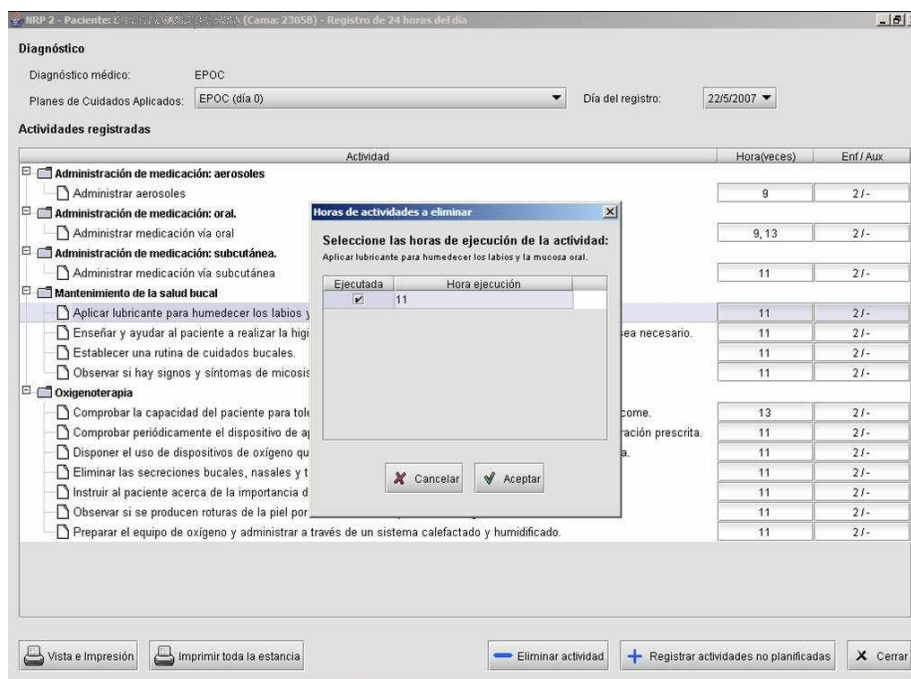 NRP 2 - Paciente: (Cama: 23058) - Registro de 24 horas del día
Diagnóstico
Diagnóstico médico: EPOC
Planes de Cuidados Aplicados: EPOC (día 0) Día del registro: 22/5/2007
Actividades registradas
Actividad Hora(veces) Enf / Aux
Administración de medicación: aerosoles
Administrar aerosoles 9 2 / -
Administración de medicación: oral.
Administrar medicación vía oral 9, 13 2 / -
Administración de medicación: subcutánea.
Administrar medicación vía subcutánea 11 2 / -
Mantenimiento de la salud bucal
Aplicar lubricante para humedecer los labios y 11 2 / -
Enseñar y ayudar al paciente a realizar la higi sea necesario. 11 2 / -
Establecer una rutina de cuidados bucales. 11 2 / -
Observar si hay signos y síntomas de micosis 11 2 / -
Oxigenoterapia
Comprobar la capacidad del paciente para tole come. 13 2 / -
Comprobar periódicamente el dispositivo de ap ración prescrita. 11 2 / -
Disponer el uso de dispositivos de oxígeno qu a. 11 2 / -
Eliminar las secreciones bucales, nasales y t 11 2 / -
Instruir al paciente acerca de la importancia d 11 2 / -
Observar si se producen roturas de la piel por 11 2 / -
Preparar el equipo de oxígeno y administrar a través de un sistema calefactado y humidificado. 11 2 / -
Horas de actividades a eliminar
Seleccione las horas de ejecución de la actividad:
Aplicar lubricante para humedecer los labios y la mucosa oral.
Ejecutada Hora ejecución
11
Cancelar Aceptar
Vista e Impresión Imprimir toda la estancia Eliminar actividad Registrar actividades no planificadas Cerrar